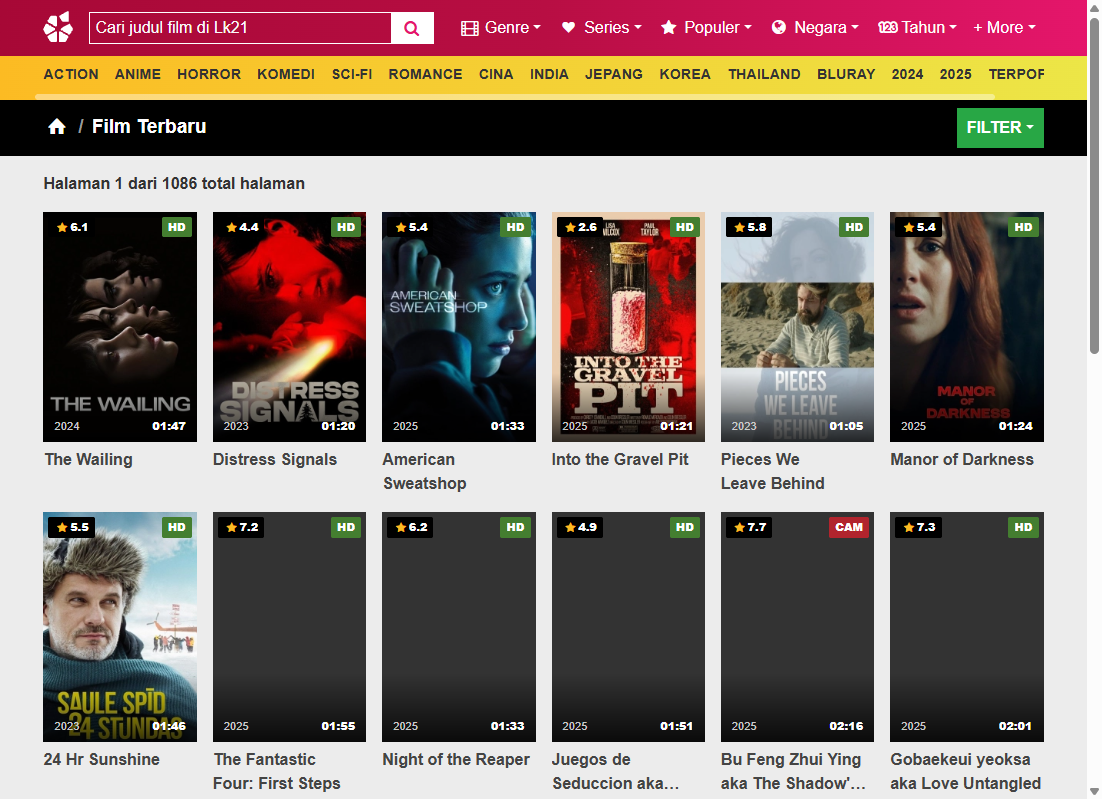 Cari judul film di Lk21
Genre Series Populer Negara 123 Tahun + More
ACTION ANIME HORROR KOMEDI SCI-FI ROMANCE CINA INDIA JEPANG KOREA THAILAND BLURAY 2024 2025 TERPOP
/ Film Terbaru FILTER
Halaman 1 dari 1086 total halaman
6.1 HD
THE WAILING
2024 01:47
The Wailing
4.4 HD
DISTRESS
SIGNALS
2023 01:20
Distress Signals
5.4 HD
AMERICAN
SWEATSHOP
2025 01:33
American
Sweatshop
2.6 HD
LISA WILCOX PAUL TAYLOR
INTO THE
GRAVEL
PIT
2025 01:21
Into the Gravel Pit
5.8 HD
PIECES
WE LEAVE
BEHIND
2023 01:05
Pieces We
Leave Behind
5.4 HD
MANOR
OF
DARKNESS
2025 01:24
Manor of Darkness
5.5 HD
SAULE SPĪD
24 STUNDAS
2023 01:46
24 Hr Sunshine
7.2 HD
2025 01:55
The Fantastic
Four: First Steps
6.2 HD
2025 01:33
Night of the Reaper
4.9 HD
2025 01:51
Juegos de
Seduccion aka...
7.7 CAM
2025 02:16
Bu Feng Zhui Ying
aka The Shadow'...
7.3 HD
2025 02:01
Gobaekeui yeoksa
aka Love Untangled